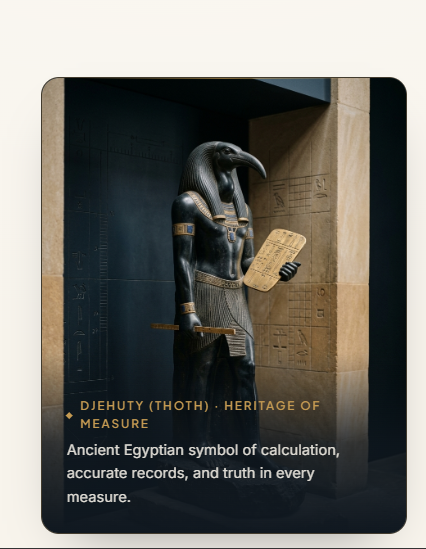 DJEHUTY (THOTH) · HERITAGE OF
MEASURE
Ancient Egyptian symbol of calculation,
accurate records, and truth in every
measure.